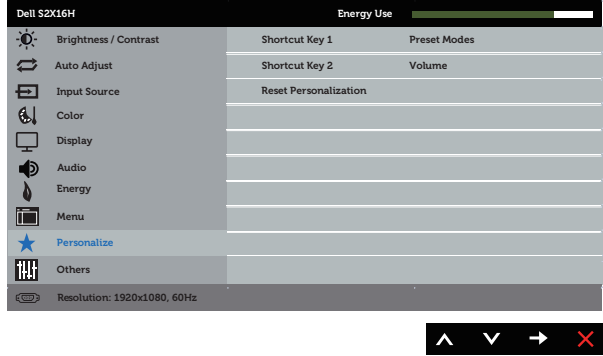 Dell S2X16H Energy Use
Brightness / Contrast Shortcut Key 1 Preset Modes
Auto Adjust Shortcut Key 2 Volume
Input Source Reset Personalization
Color
Display
Audio
Energy
Menu
Personalize
Others
Resolution: 1920x1080, 60Hz